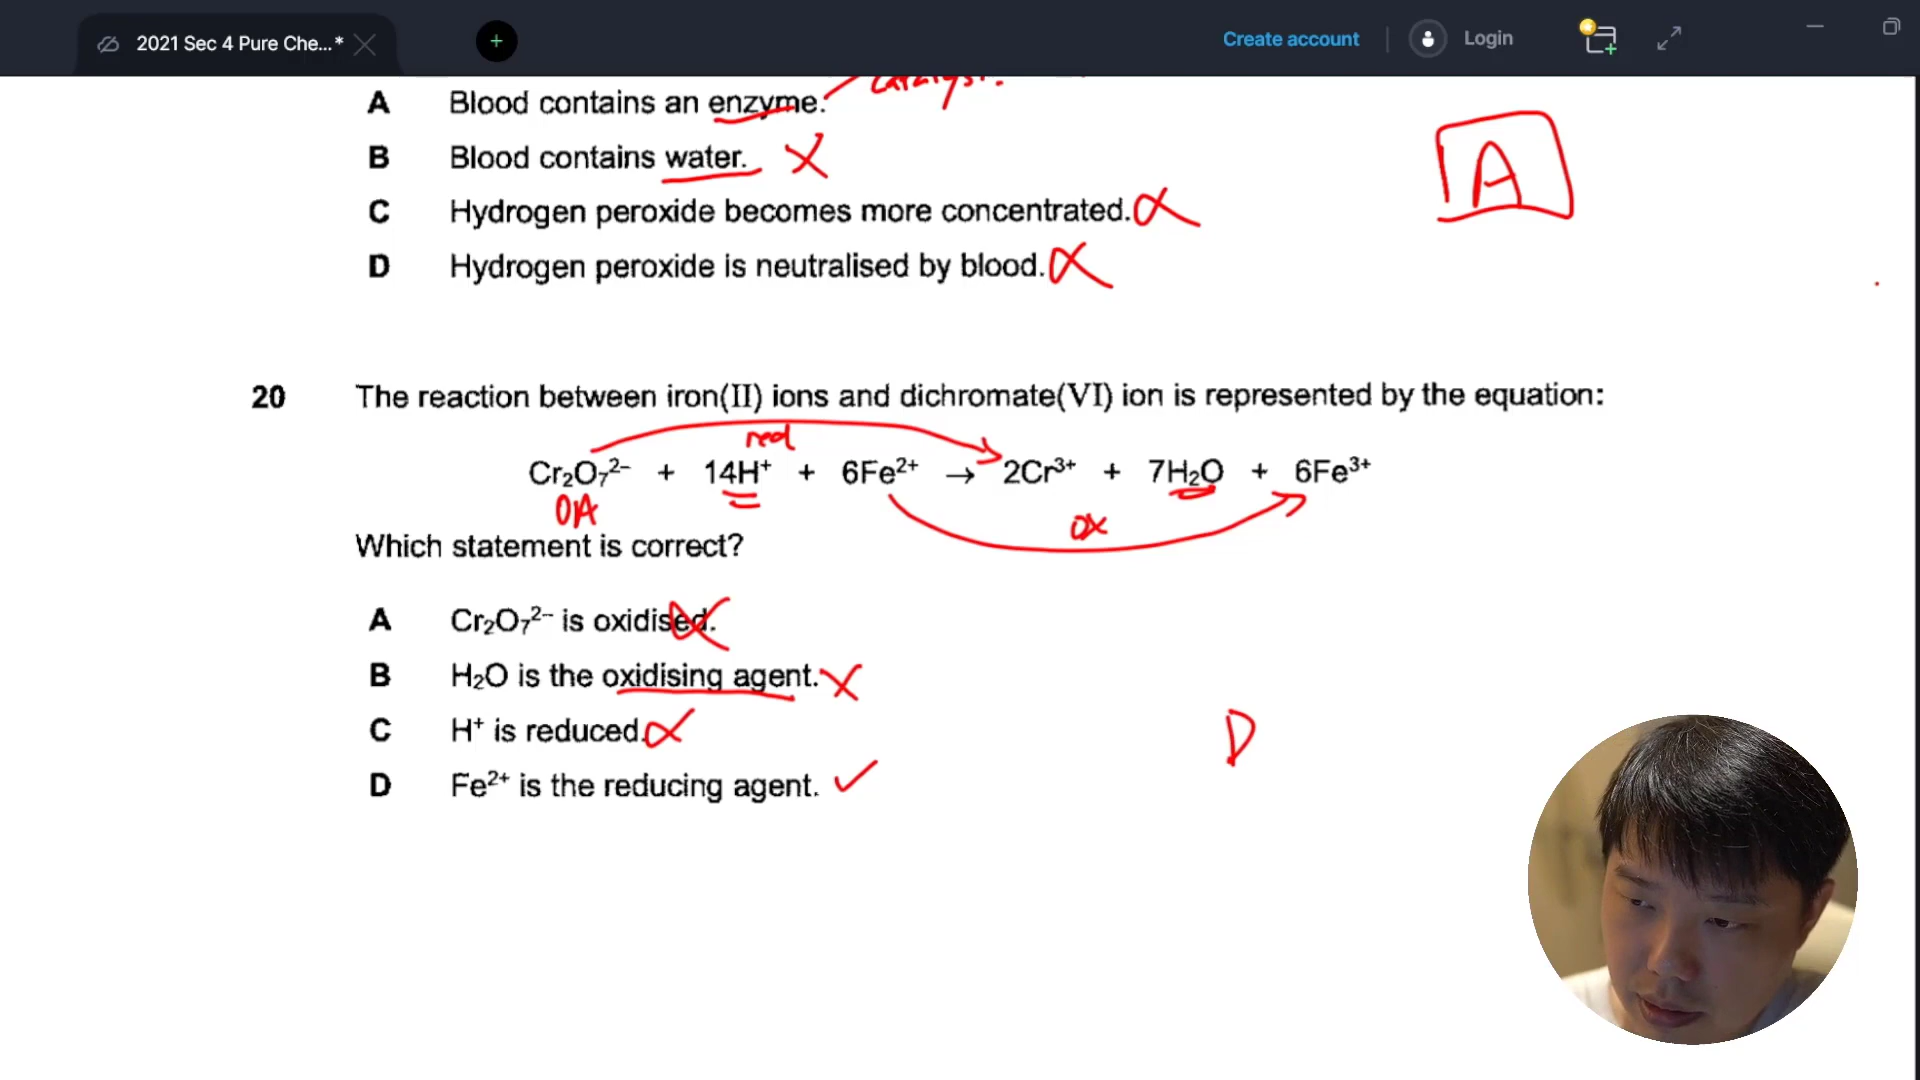 2021 Sec 4 Pure Che...*
Create account
Login
catalyst.
A Blood contains an enzyme.
B Blood contains water.
C Hydrogen peroxide becomes more concentrated.
D Hydrogen peroxide is neutralised by blood.
A
20 The reaction between iron(II) ions and dichromate(VI) ion is represented by the equation:
red
Cr₂O₇²⁻ + 14H⁺ + 6Fe²⁺ → 2Cr³⁺ + 7H₂O + 6Fe³⁺
OA
ox
Which statement is correct?
A Cr₂O₇²⁻ is oxidised.
B H₂O is the oxidising agent.
C H⁺ is reduced.
D Fe²⁺ is the reducing agent.
D